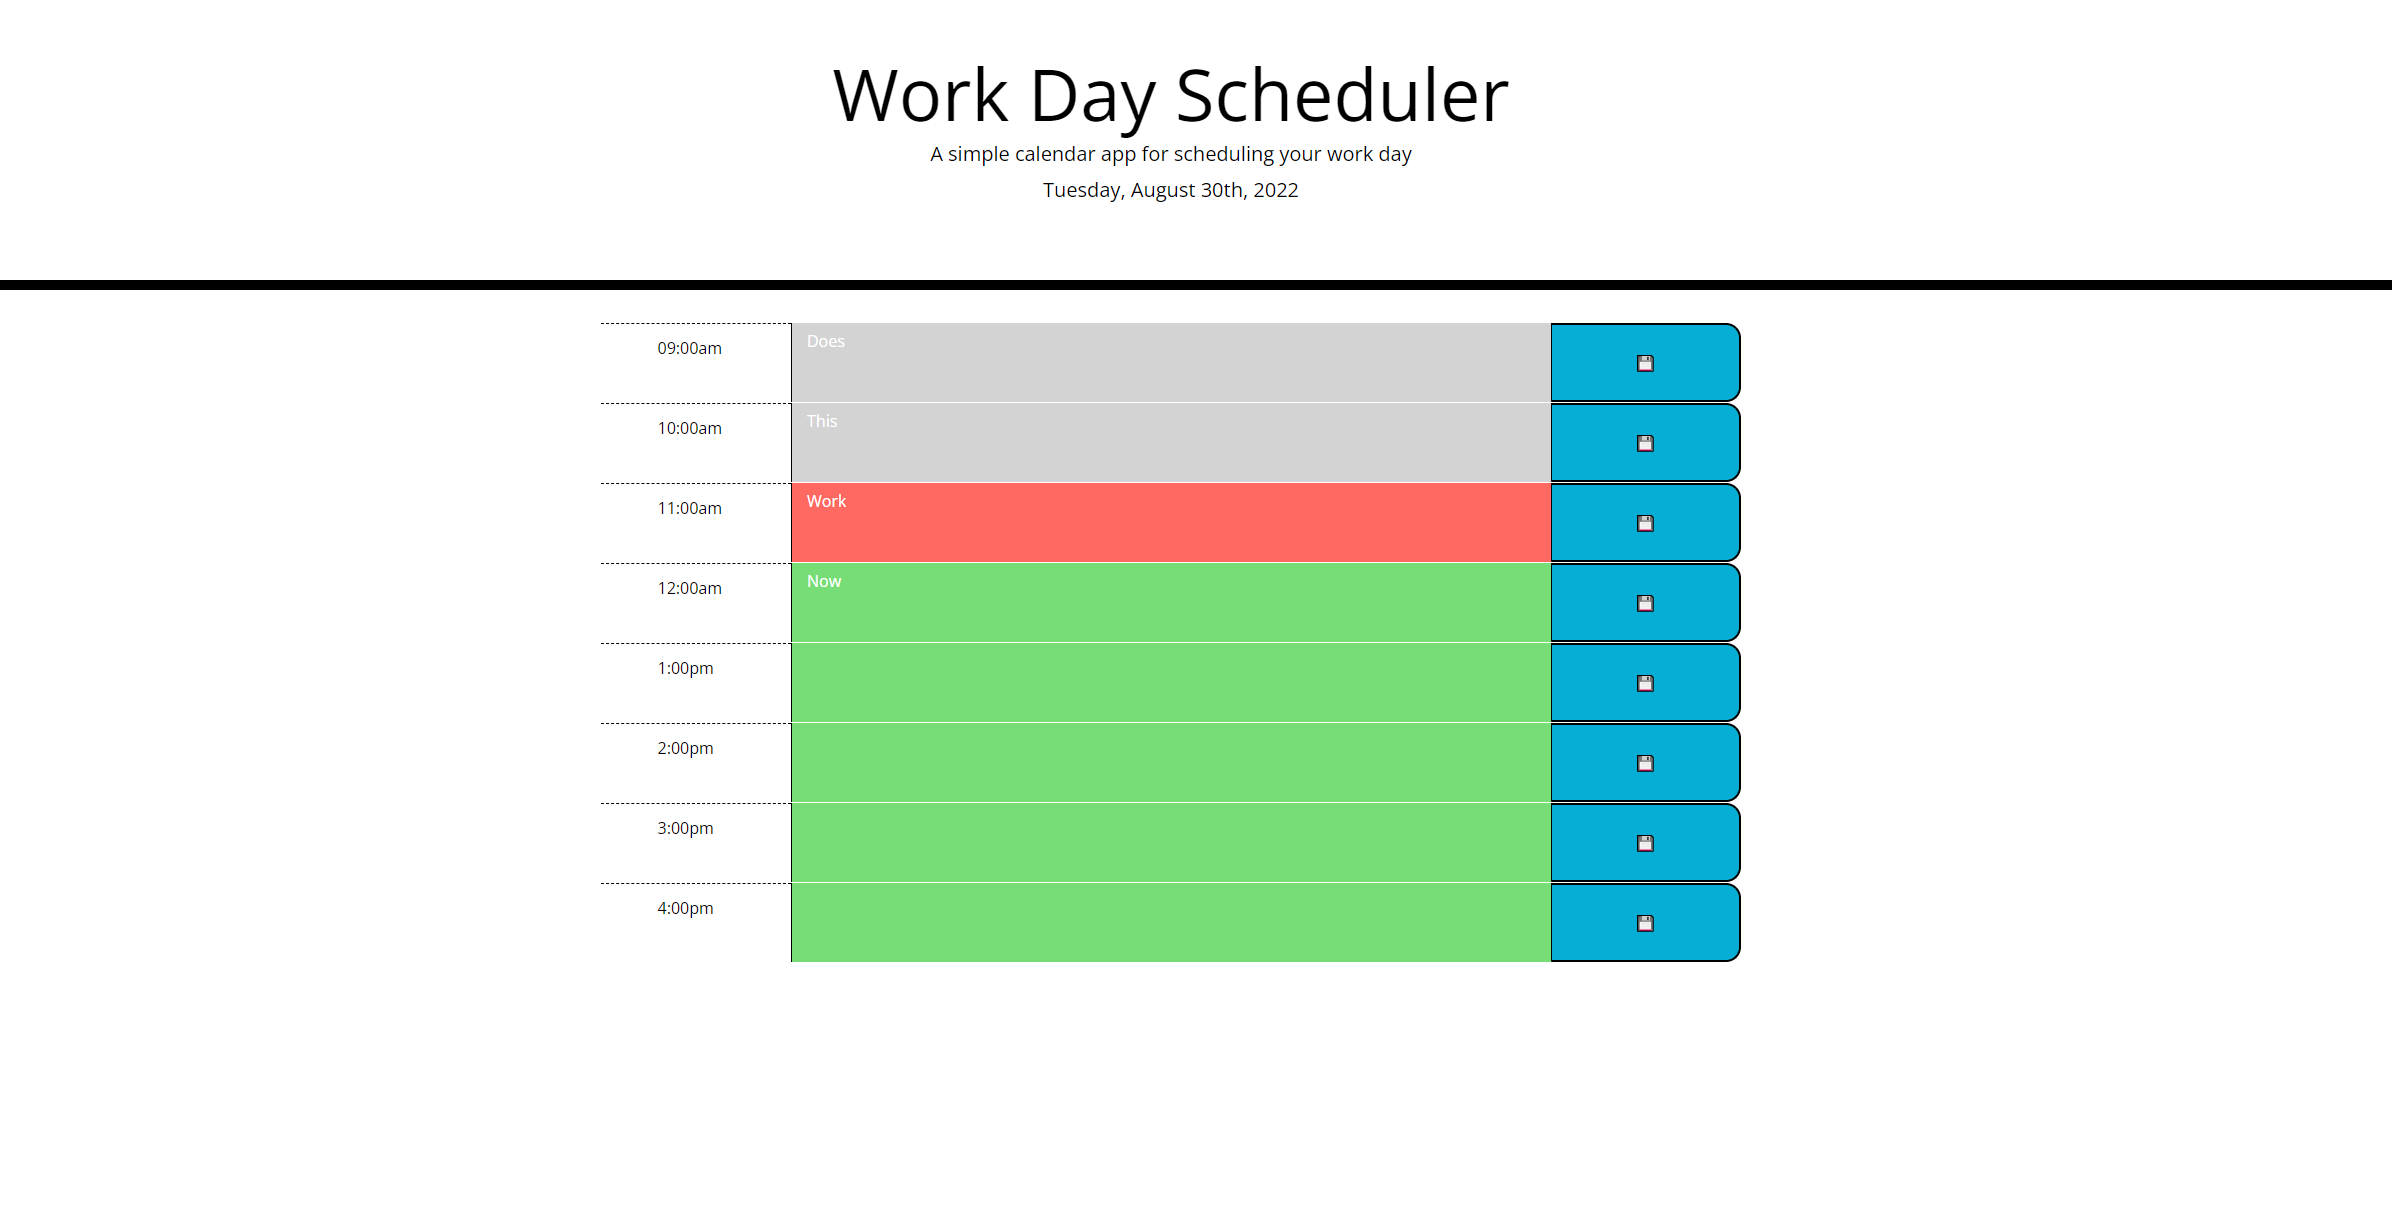 Work Day Scheduler
A simple calendar app for scheduling your work day
Tuesday, August 30th, 2022
09:00am Does
10:00am This
11:00am Work
12:00am Now
1:00pm
2:00pm
3:00pm
4:00pm